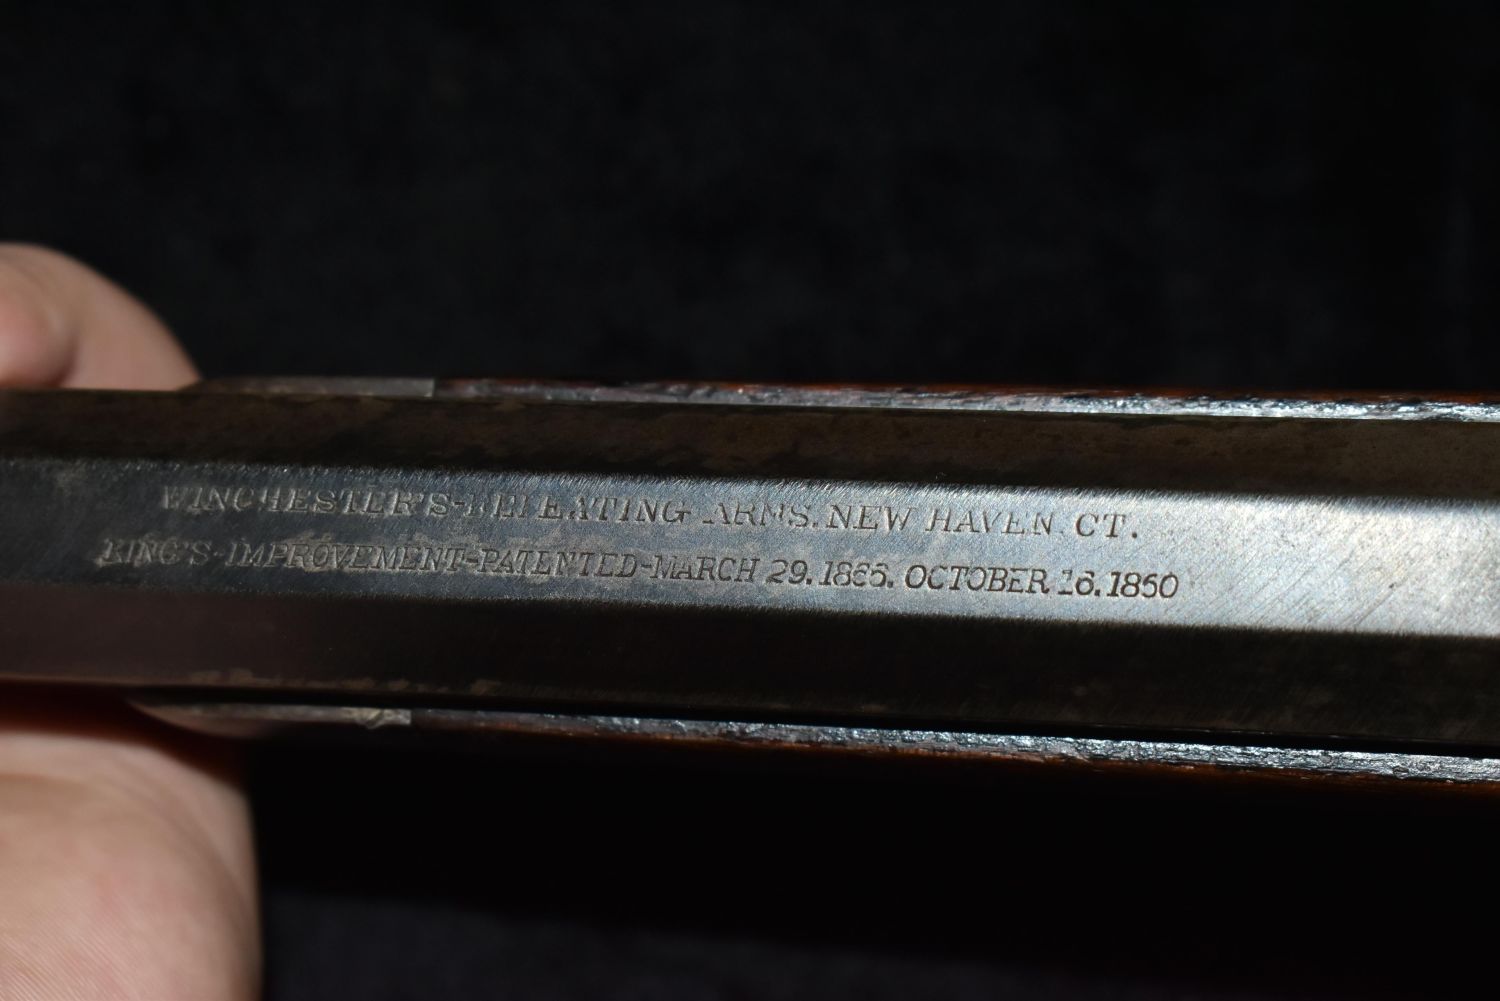 WINCHESTER'S-REPEATING ARMS. NEW HAVEN. CT.
KING'S-IMPROVEMENT-PATENTED-MARCH 29. 1866. OCTOBER 16. 1860